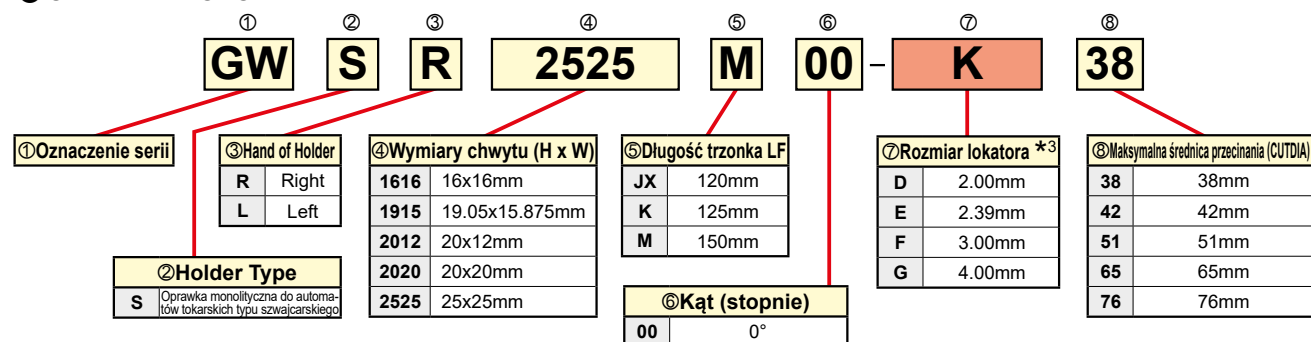 ① ② ③ ④ ⑤ ⑥ ⑦ ⑧
GW S R 2525 M 00 – K 38
①Oznaczenie serii
③Hand of Holder
R Right
L Left
②Holder Type
S Oprawka monolityczna do automa-
tów tokarskich typu szwajcarskiego
④Wymiary chwytu (H x W)
1616 16x16mm
1915 19.05x15.875mm
2012 20x12mm
2020 20x20mm
2525 25x25mm
⑤Długość trzonka LF
JX 120mm
K 125mm
M 150mm
⑥Kąt (stopnie)
00 0°
⑦Rozmiar lokatora *3
D 2.00mm
E 2.39mm
F 3.00mm
G 4.00mm
⑧Maksymalna średnica przecinania (CUTDIA)
38 38mm
42 42mm
51 51mm
65 65mm
76 76mm